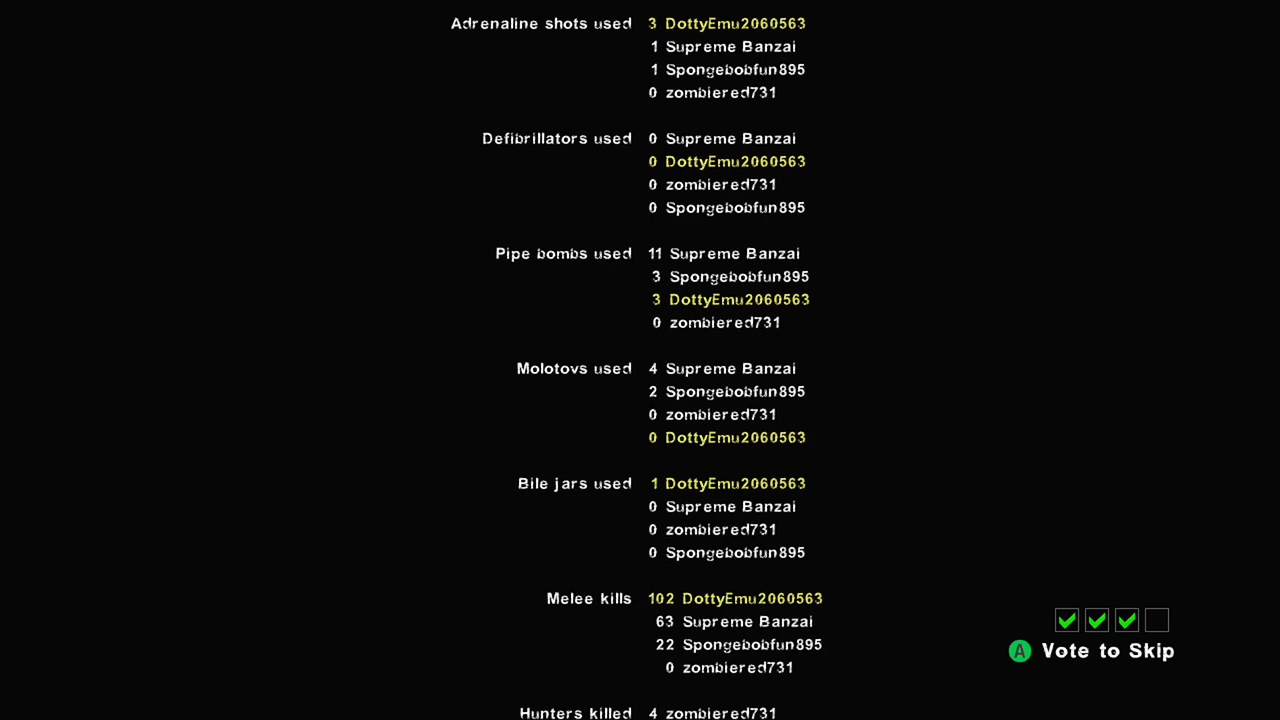 Adrenaline shots used 3 DottyEmu2060563
1 Supreme Banzai
1 Spongebobfun895
0 zombiered731
Defibrillators used 0 Supreme Banzai
0 DottyEmu2060563
0 zombiered731
0 Spongebobfun895
Pipe bombs used 11 Supreme Banzai
3 Spongebobfun895
3 DottyEmu2060563
0 zombiered731
Molotovs used 4 Supreme Banzai
2 Spongebobfun895
0 zombiered731
0 DottyEmu2060563
Bile jars used 1 DottyEmu2060563
0 Supreme Banzai
0 zombiered731
0 Spongebobfun895
Melee kills 102 DottyEmu2060563
63 Supreme Banzai
22 Spongebobfun895
0 zombiered731
A Vote to Skip
Hunters killed 4 zombiered731